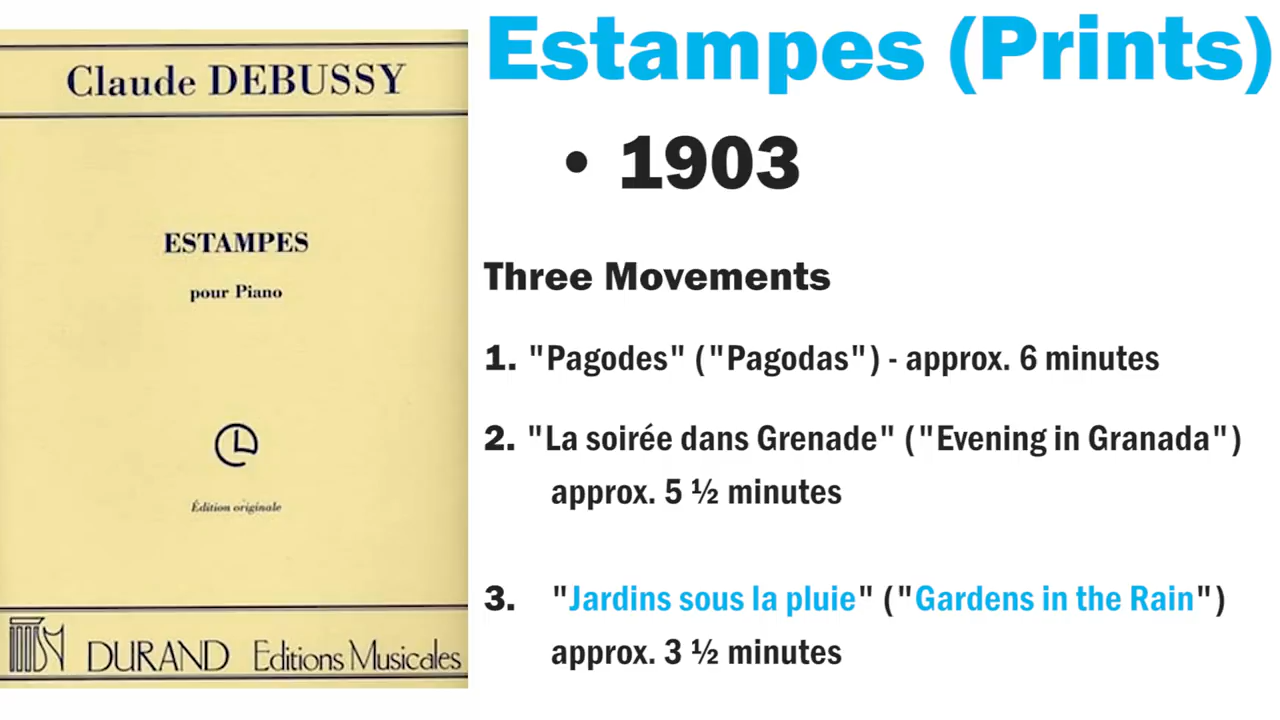 Claude DEBUSSY
ESTAMPES
pour Piano
Édition originale
DURAND Editions Musicales
Estampes (Prints)
• 1903
Three Movements
1. "Pagodes" ("Pagodas") - approx. 6 minutes
2. "La soirée dans Grenade" ("Evening in Granada")
approx. 5 ½ minutes
3. "Jardins sous la pluie" ("Gardens in the Rain")
approx. 3 ½ minutes